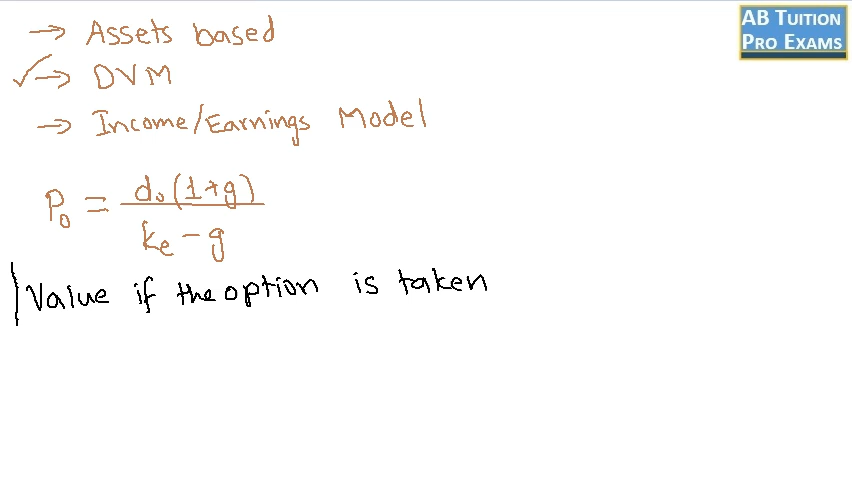 → Assets based
AB TUITION
PRO EXAMS
✓→ DVM
→ Income/Earnings Model
P₀ = d₀(1+g)
kₑ - g
Value if the option is taken